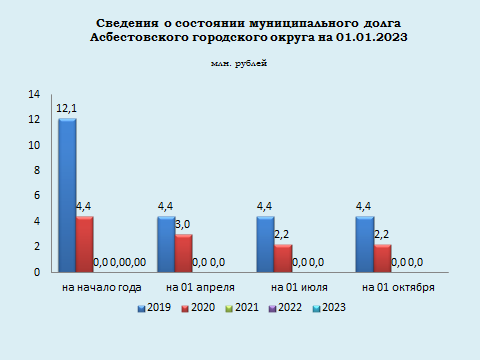 Сведения о состоянии муниципального долга
Асбестовского городского округа на 01.01.2023
млн. рублей
14
12
10
8
6
4
2
0
12,1
4,4
0,0 0,00,00
4,4
3,0
0,0 0,0
4,4
2,2
0,0 0,0
4,4
2,2
0,0 0,0
на начало года
на 01 апреля
на 01 июля
на 01 октября
2019 2020 2021 2022 2023